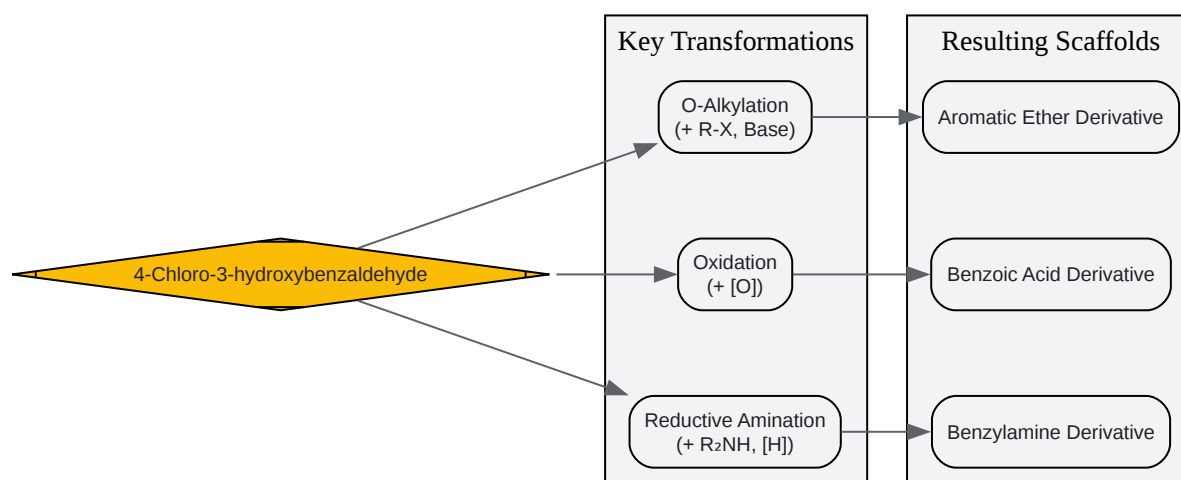 Key Transformations
Resulting Scaffolds
O-Alkylation
(+ R-X, Base)
Aromatic Ether Derivative
4-Chloro-3-hydroxybenzaldehyde
Oxidation
(+ [O])
Benzoic Acid Derivative
Reductive Amination
(+ R₂NH, [H])
Benzylamine Derivative